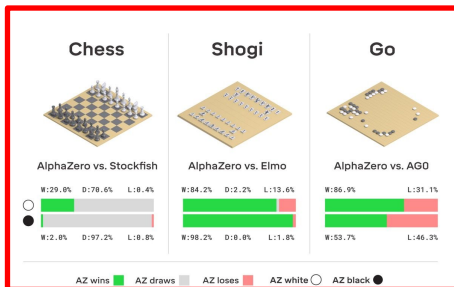 Chess Shogi Go
AlphaZero vs. Stockfish AlphaZero vs. Elmo AlphaZero vs. AG0
W:29.0% D:70.6% L:0.4% W:84.2% D:2.2% L:13.6% W:86.9% L:31.1%
W:2.0% D:97.2% L:0.8% W:98.2% D:0.0% L:1.8% W:53.7% L:46.3%
AZ wins AZ draws AZ loses AZ white AZ black